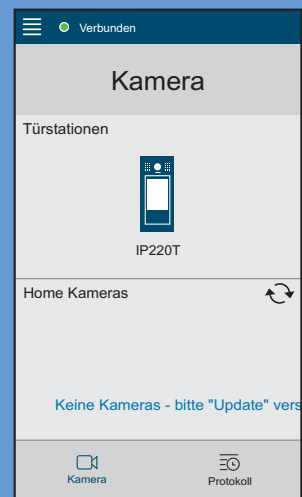 Verbunden
Kamera
Türstationen
IP220T
Home Kameras
Keine Kameras - bitte "Update" vers
Kamera
Protokoll